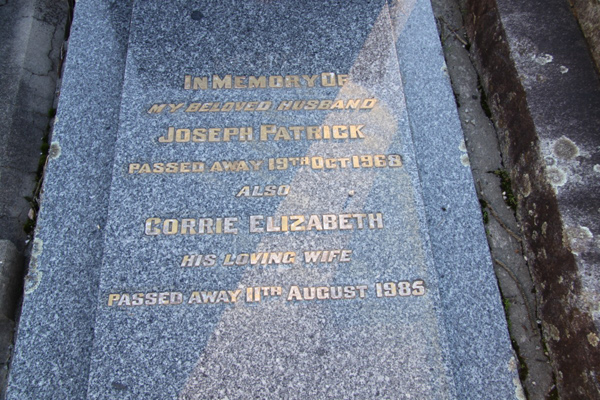 IN MEMORY OF
MY BELOVED HUSBAND
JOSEPH PATRICK
PASSED AWAY 19TH OCT 1963
ALSO
CORRIE ELIZABETH
HIS LOVING WIFE
PASSED AWAY 11TH AUGUST 1985